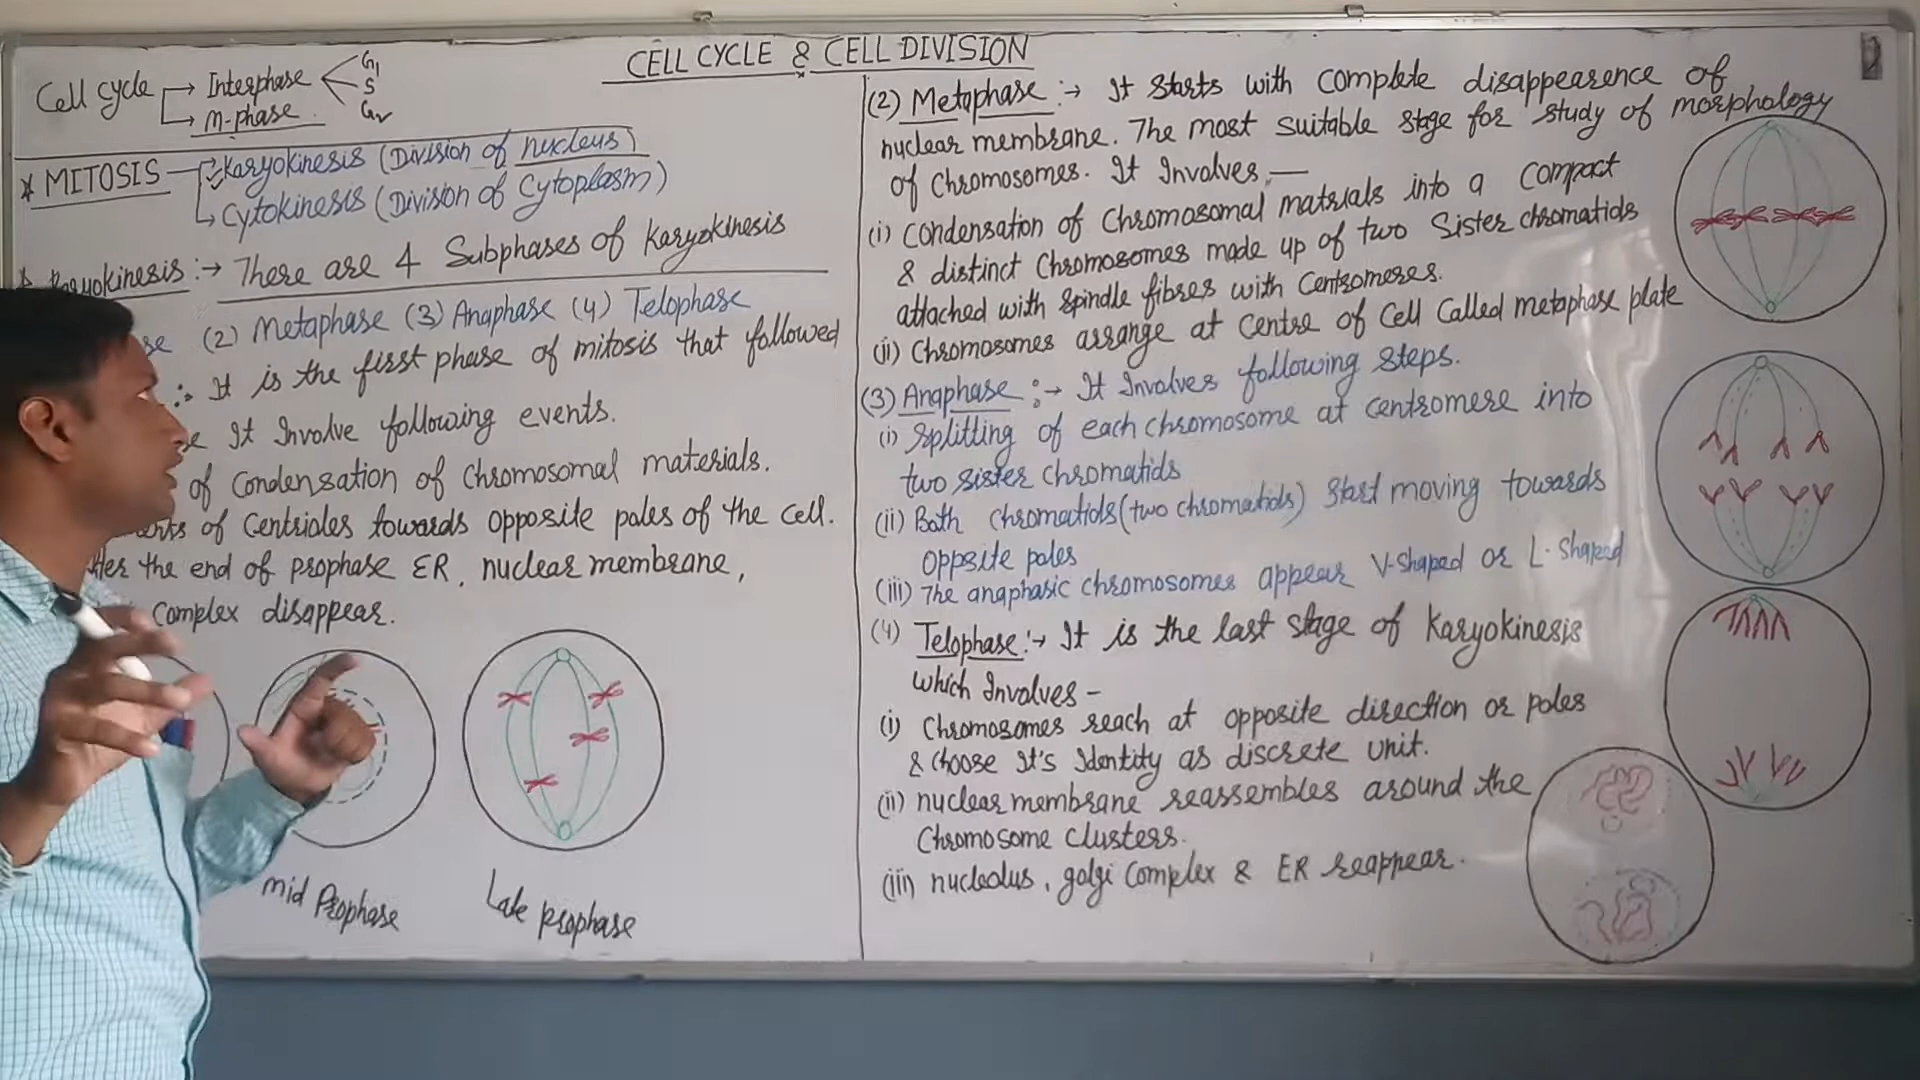 CELL CYCLE & CELL DIVISION
Cell cycle → Interphase G1
S
G2
→ M-phase
* MITOSIS → Karyokinesis (Division of nucleus)
→ Cytokinesis (Division of Cytoplasm)
Karyokinesis :→ There are 4 Subphases of Karyokinesis
se (2) Metaphase (3) Anaphase (4) Telophase
:. It is the first phase of mitosis that followed
se It Involve following events.
of Condensation of Chromosomal materials.
of Centrioles towards opposite poles of the cell.
the end of prophase ER, nuclear membrane,
Complex disappear.
mid Prophase
Late prophase
(2) Metaphase :→ It Starts with complete disappearence of
nuclear membrane. The most suitable stage for study of morphology
of Chromosomes. It Involves —
(i) Condensation of Chromosomal matrials into a compact
& distinct Chromosomes made up of two Sister chromatids
attached with Spindle fibres with Centromeres.
(ii) Chromosomes arrange at Centre of Cell Called metaphase plate
(3) Anaphase :→ It Involves following steps.
(i) Splitting of each chromosome at centromere into
two sister chromatids
(ii) Both Chromatids (two chromatids) Start moving towards
opposite poles
(iii) The anaphasic chromosomes appear V-shaped or L-Shaped
(4) Telophase :→ It is the last stage of Karyokinesis
which Involves -
(i) Chromosomes reach at opposite direction or poles
& choose It's Identity as discrete Unit.
(ii) nuclear membrane reassembles around the
Chromosome clusters.
(iii) nucleolus, golgi Complex & ER reappear.